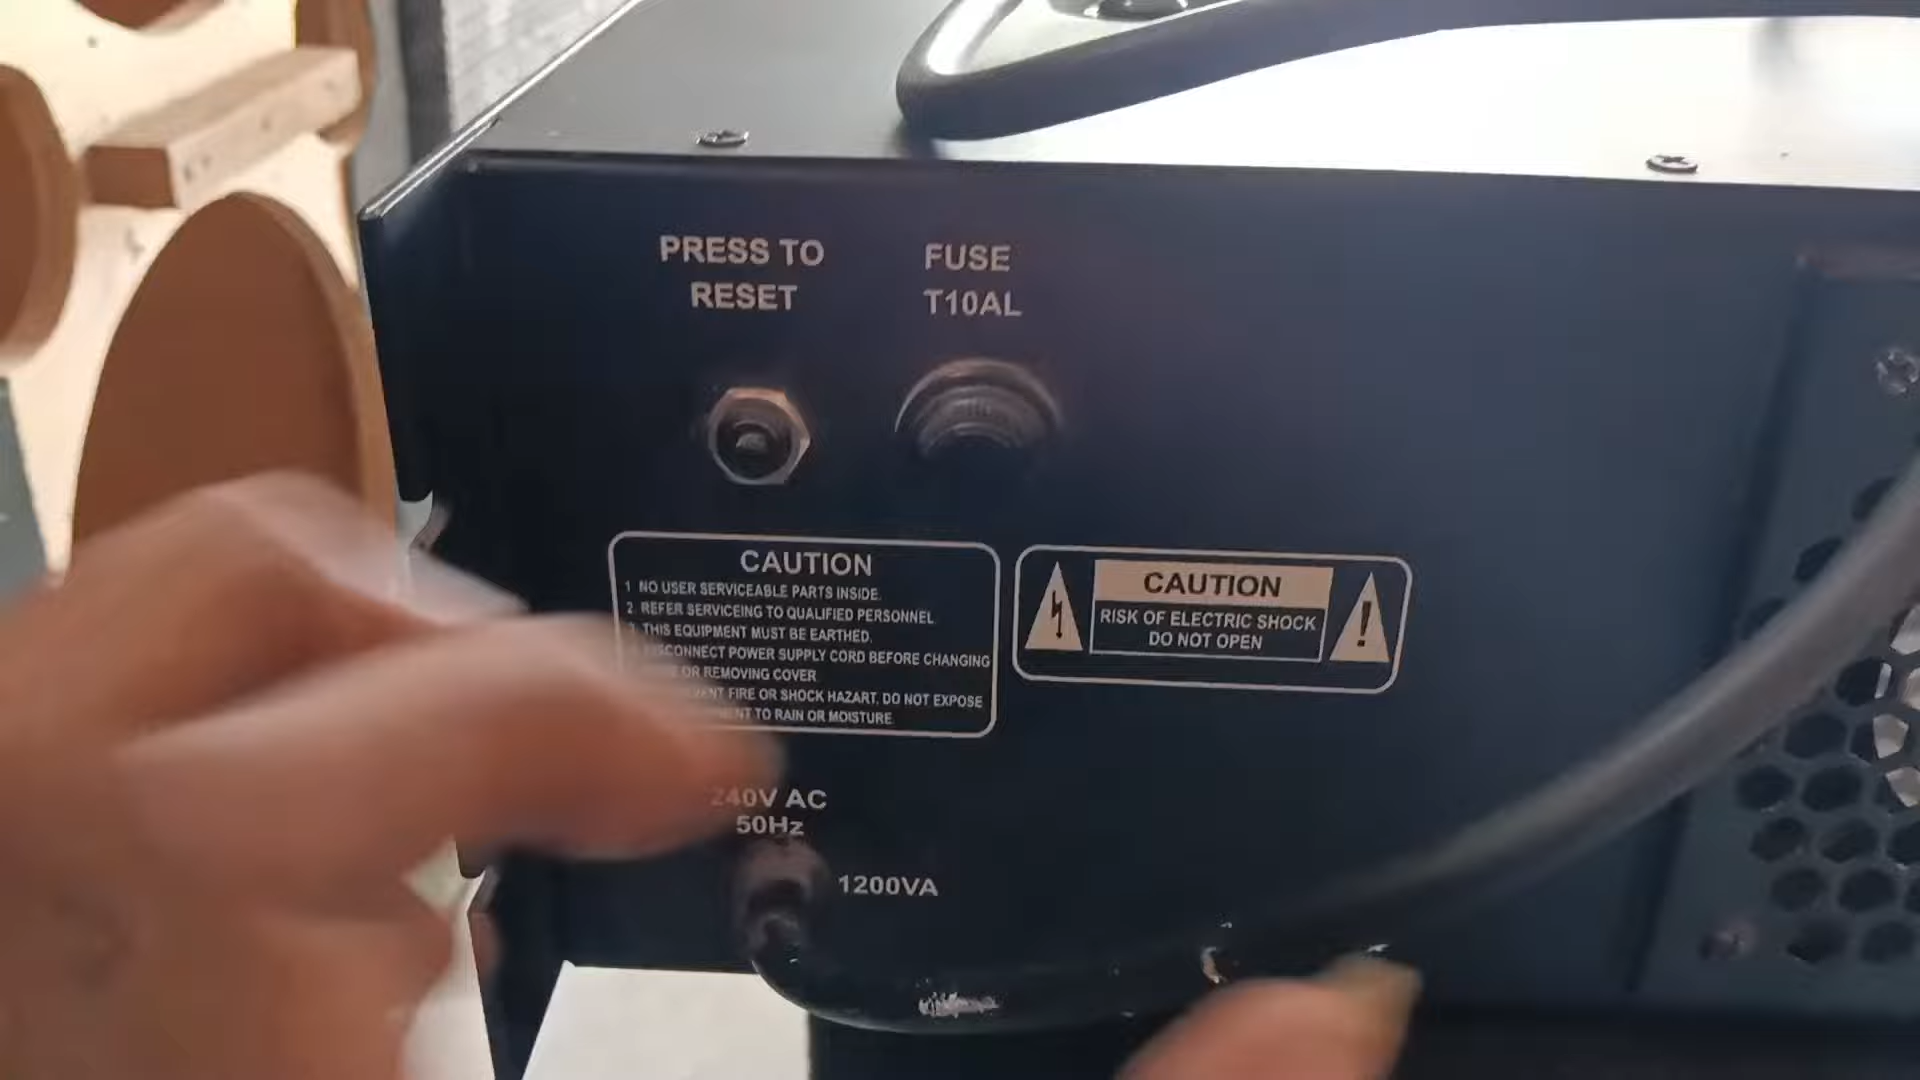 PRESS TO
RESET
FUSE
T10AL
CAUTION
1 NO USER SERVICEABLE PARTS INSIDE.
2. REFER SERVICEING TO QUALIFIED PERSONNEL
THIS EQUIPMENT MUST BE EARTHED.
DISCONNECT POWER SUPPLY CORD BEFORE CHANGING
OR REMOVING COVER
FIRE OR SHOCK HAZART, DO NOT EXPOSE
TO RAIN OR MOISTURE.
CAUTION
RISK OF ELECTRIC SHOCK
DO NOT OPEN
240V AC
50Hz
1200VA